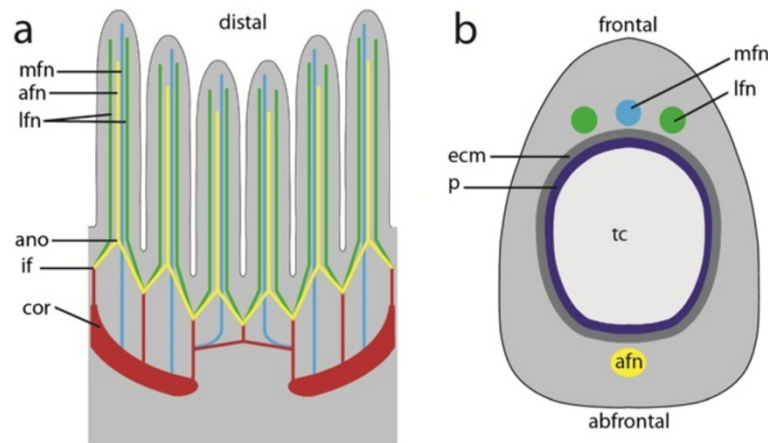 a
distal
mfn
afn
lfn
ano
if
cor
b
frontal
mfn
lfn
ecm
p
tc
afn
abfrontal